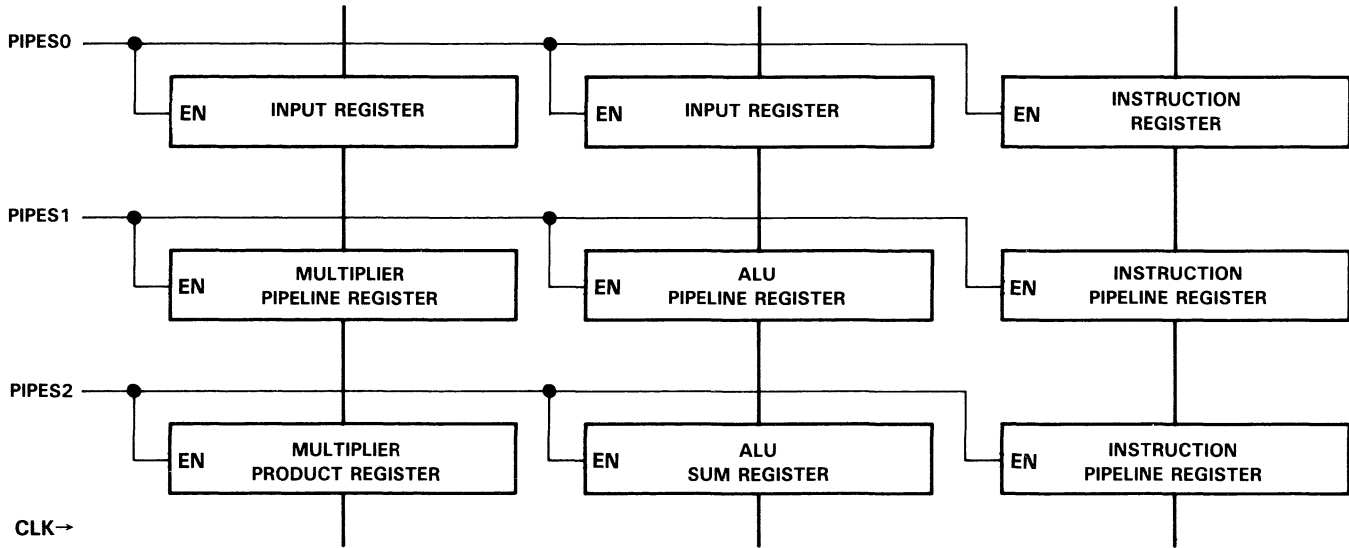 PIPES0
EN INPUT REGISTER
EN INPUT REGISTER
EN INSTRUCTION
REGISTER
PIPES1
EN MULTIPLIER
PIPELINE REGISTER
EN ALU
PIPELINE REGISTER
EN INSTRUCTION
PIPELINE REGISTER
PIPES2
EN MULTIPLIER
PRODUCT REGISTER
EN ALU
SUM REGISTER
EN INSTRUCTION
PIPELINE REGISTER
CLK→